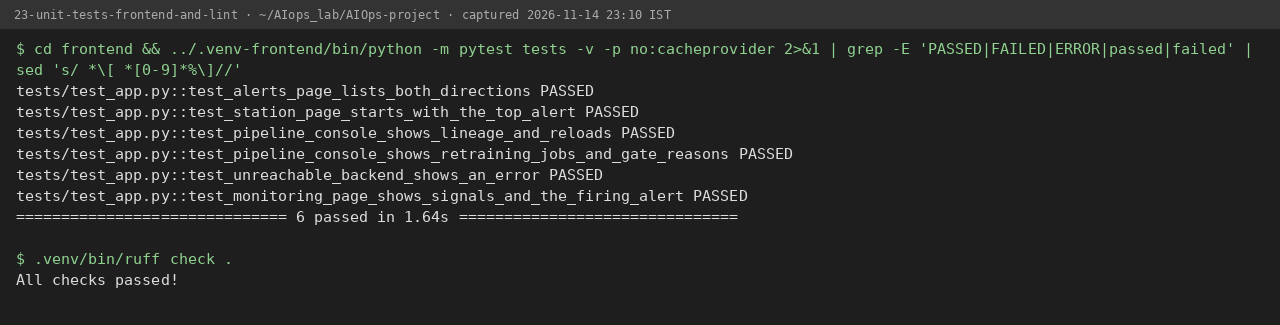 23-unit-tests-frontend-and-lint · ~/AIops_lab/AIOps-project · captured 2026-11-14 23:10 IST
$ cd frontend && ../.venv-frontend/bin/python -m pytest tests -v -p no:cacheprovider 2>&1 | grep -E 'PASSED|FAILED|ERROR|passed|failed' |
sed 's/ *\[ *[0-9]*%\]//'
tests/test_app.py::test_alerts_page_lists_both_directions PASSED
tests/test_app.py::test_station_page_starts_with_the_top_alert PASSED
tests/test_app.py::test_pipeline_console_shows_lineage_and_reloads PASSED
tests/test_app.py::test_pipeline_console_shows_retraining_jobs_and_gate_reasons PASSED
tests/test_app.py::test_unreachable_backend_shows_an_error PASSED
tests/test_app.py::test_monitoring_page_shows_signals_and_the_firing_alert PASSED
============================== 6 passed in 1.64s ===============================
$ .venv/bin/ruff check .
All checks passed!